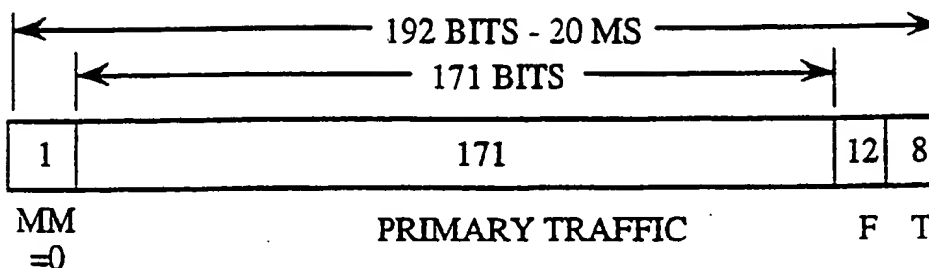 192 BITS - 20 MS
171 BITS
1 171 12 8
MM PRIMARY TRAFFIC F T
=0